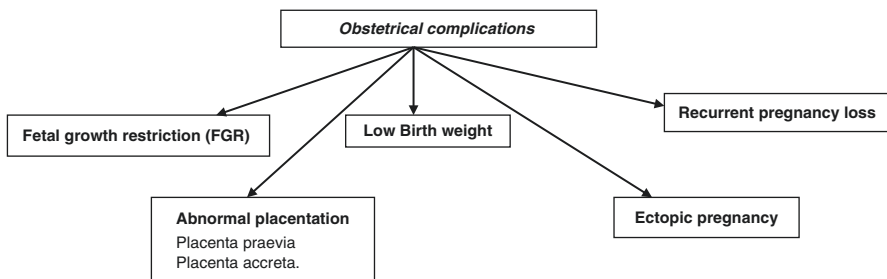 Obstetrical complications
Fetal growth restriction (FGR)
Low Birth weight
Recurrent pregnancy loss
Abnormal placentation
Placenta praevia
Placenta accreta.
Ectopic pregnancy